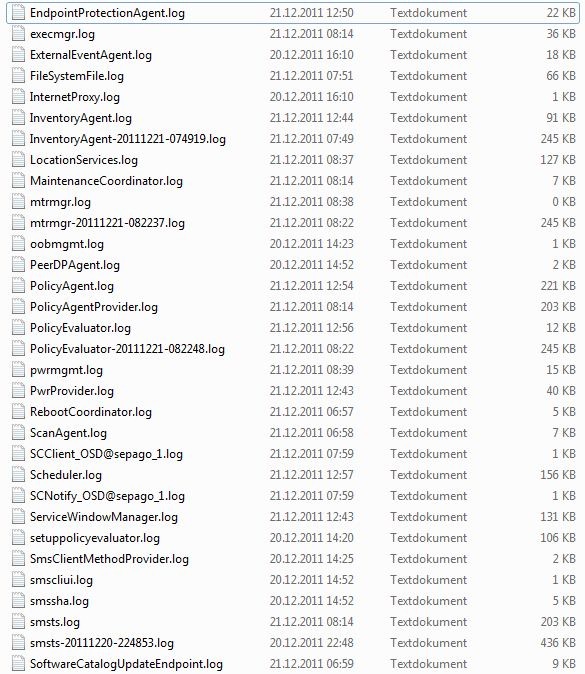 EndpointProtectionAgent.log 21.12.2011 12:50 Textdokument 22 KB
execmgr.log 21.12.2011 08:14 Textdokument 36 KB
ExternalEventAgent.log 20.12.2011 16:10 Textdokument 18 KB
FileSystemFile.log 21.12.2011 07:51 Textdokument 66 KB
InternetProxy.log 20.12.2011 16:10 Textdokument 1 KB
InventoryAgent.log 21.12.2011 12:44 Textdokument 91 KB
InventoryAgent-20111221-074919.log 21.12.2011 07:49 Textdokument 245 KB
LocationServices.log 21.12.2011 08:37 Textdokument 127 KB
MaintenanceCoordinator.log 21.12.2011 08:14 Textdokument 7 KB
mtrmgr.log 21.12.2011 08:38 Textdokument 0 KB
mtrmgr-20111221-082237.log 21.12.2011 08:22 Textdokument 245 KB
oobmgmt.log 20.12.2011 14:23 Textdokument 1 KB
PeerDPAgent.log 20.12.2011 14:52 Textdokument 2 KB
PolicyAgent.log 21.12.2011 12:54 Textdokument 221 KB
PolicyAgentProvider.log 21.12.2011 08:14 Textdokument 203 KB
PolicyEvaluator.log 21.12.2011 12:56 Textdokument 12 KB
PolicyEvaluator-20111221-082248.log 21.12.2011 08:22 Textdokument 245 KB
pwrmgmt.log 21.12.2011 08:39 Textdokument 15 KB
PwrProvider.log 21.12.2011 12:43 Textdokument 40 KB
RebootCoordinator.log 21.12.2011 06:57 Textdokument 5 KB
ScanAgent.log 21.12.2011 06:58 Textdokument 7 KB
SCClient_OSD@sepago_1.log 21.12.2011 07:59 Textdokument 1 KB
Scheduler.log 21.12.2011 12:57 Textdokument 156 KB
SCNotify_OSD@sepago_1.log 21.12.2011 07:59 Textdokument 1 KB
ServiceWindowManager.log 21.12.2011 12:43 Textdokument 131 KB
setuppolicyevaluator.log 20.12.2011 14:20 Textdokument 106 KB
SmsClientMethodProvider.log 20.12.2011 14:25 Textdokument 2 KB
smscliui.log 20.12.2011 14:52 Textdokument 1 KB
smssha.log 20.12.2011 14:52 Textdokument 5 KB
smsts.log 21.12.2011 08:14 Textdokument 203 KB
smsts-20111220-224853.log 20.12.2011 22:48 Textdokument 436 KB
SoftwareCatalogUpdateEndpoint.log 21.12.2011 06:59 Textdokument 9 KB